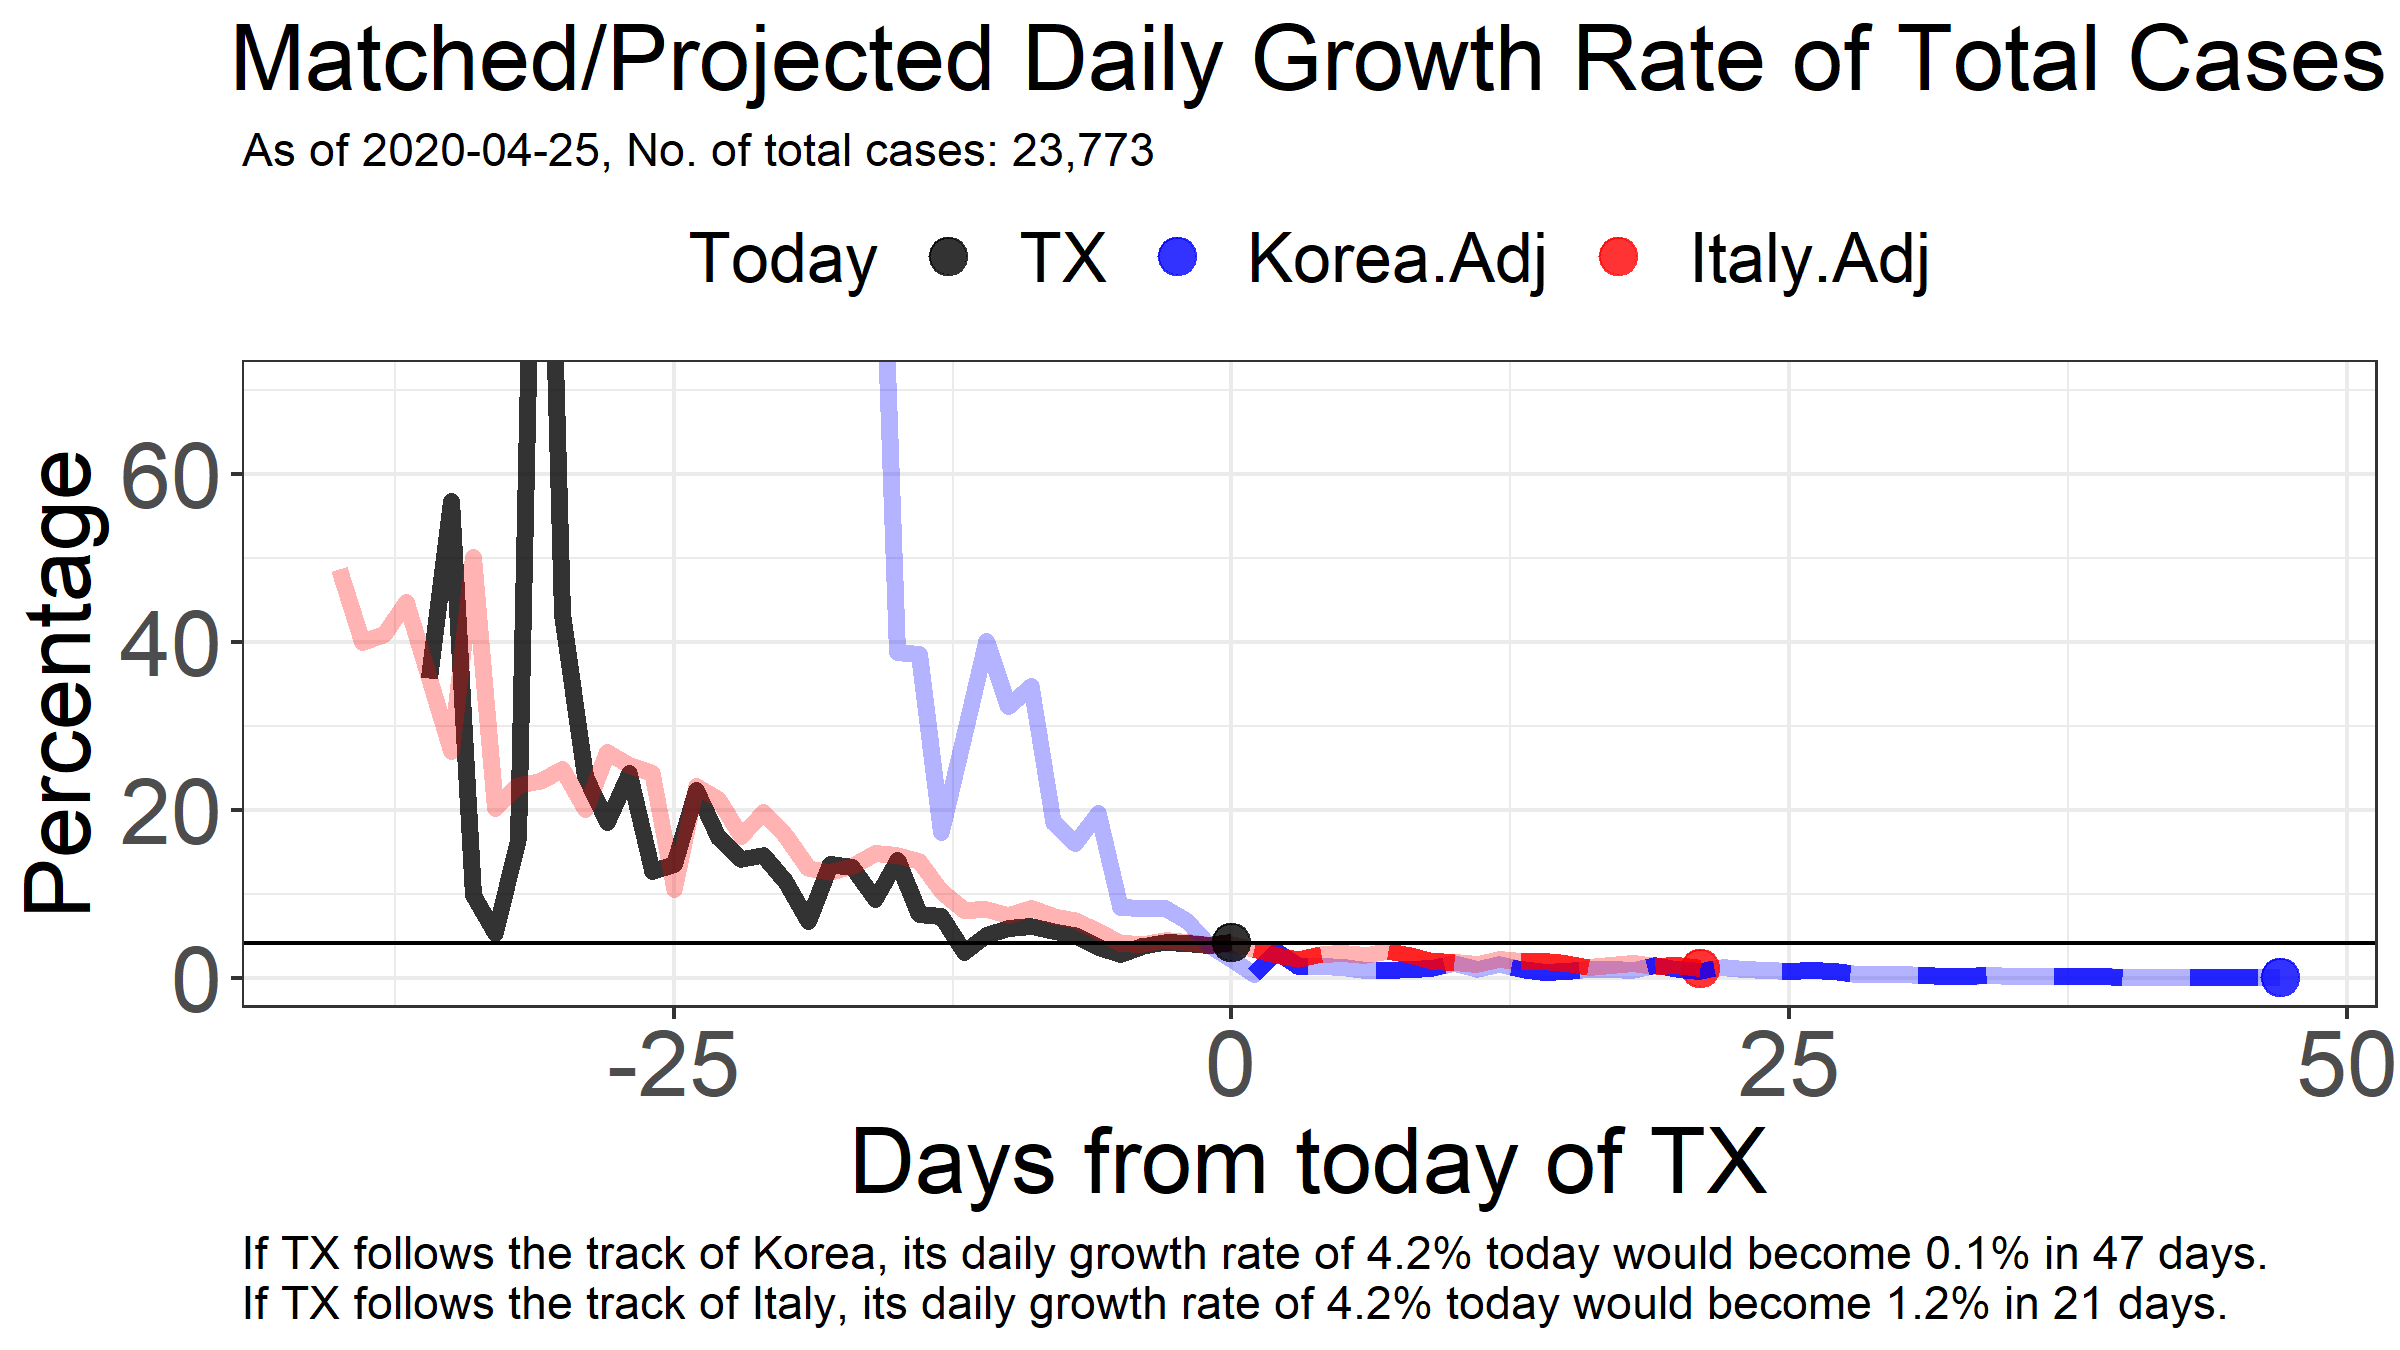 Matched/Projected Daily Growth Rate of Total Cases
As of 2020-04-25, No. of total cases: 23,773
Today TX Korea.Adj Italy.Adj
Percentage
60
40
20
0
-25 0 25 50
Days from today of TX
If TX follows the track of Korea, its daily growth rate of 4.2% today would become 0.1% in 47 days.
If TX follows the track of Italy, its daily growth rate of 4.2% today would become 1.2% in 21 days.